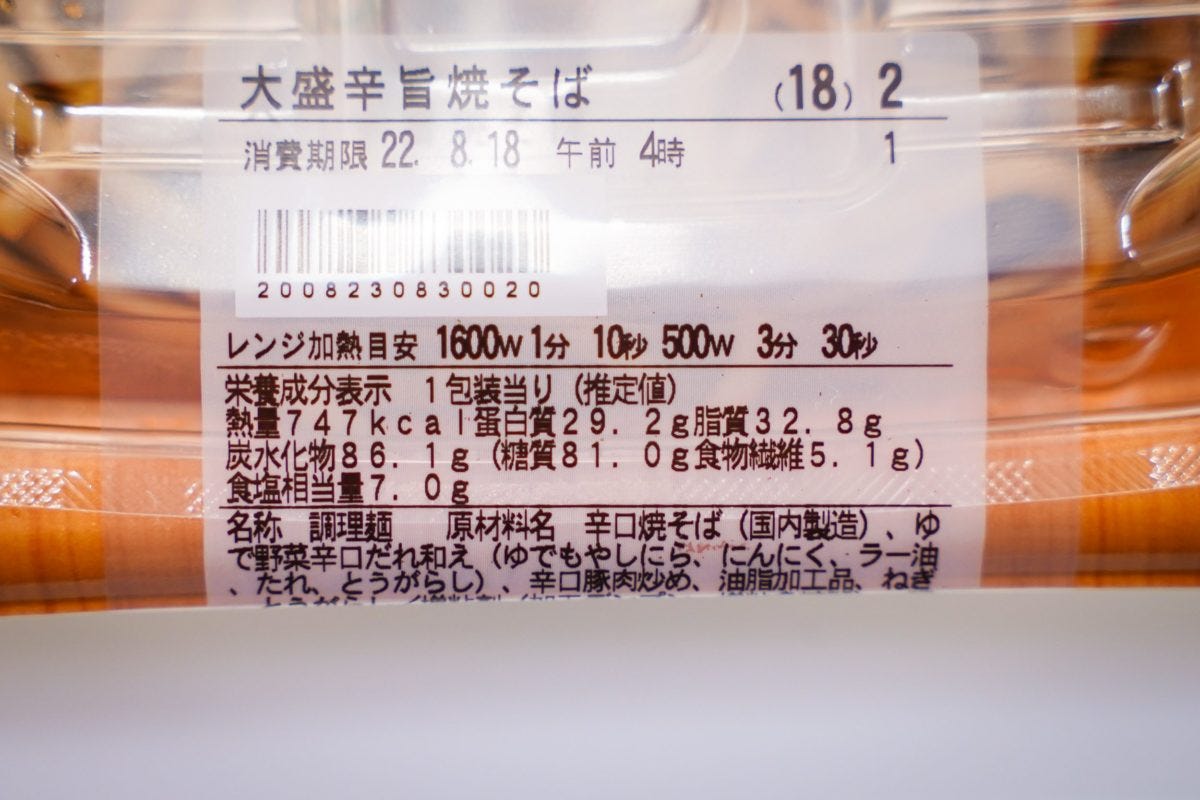 大盛辛旨焼そば (18) 2
消費期限 22. 8.18 午前 4時 1
2008230830020
レンジ加熱目安 1600W 1分 10秒 500W 3分 30秒
栄養成分表示 1包装当り(推定値)
熱量747kcal蛋白質29.2g脂質32.8g
炭水化物86.1g(糖質81.0g食物繊維5.1g)
食塩相当量7.0g
名称 調理麺 原材料名 辛口焼そば(国内製造)、ゆ
で野菜辛口だれ和え(ゆでもやしにら、にんにく、ラー油
、たれ、とうがらし)、辛口豚肉炒め、油脂加工品、ねぎ